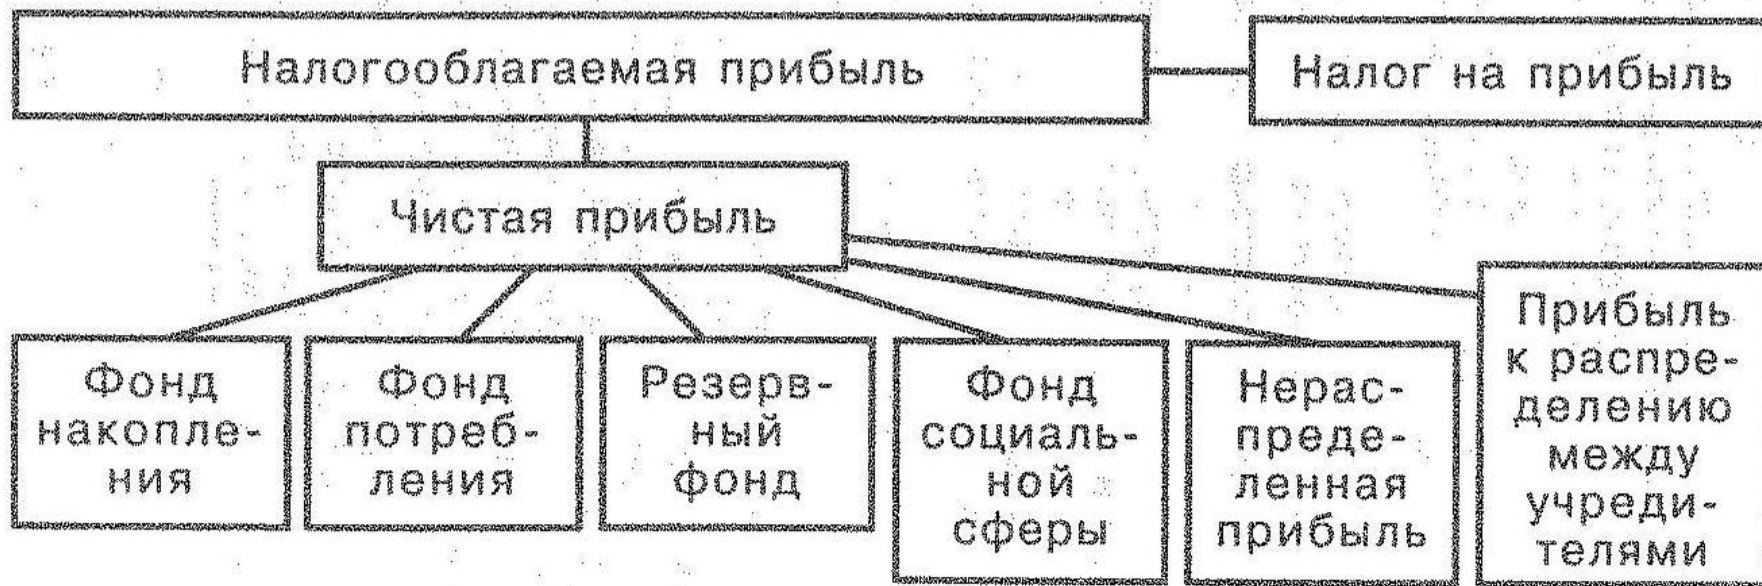 Налогооблагаемая прибыль
Налог на прибыль
Чистая прибыль
Фонд
накопле-
ния
Фонд
потреб-
ления
Резерв-
ный
фонд
Фонд
социаль-
ной
сферы
Нерас-
преде-
ленная
прибыль
Прибыль
к распре-
делению
между
учреди-
телями